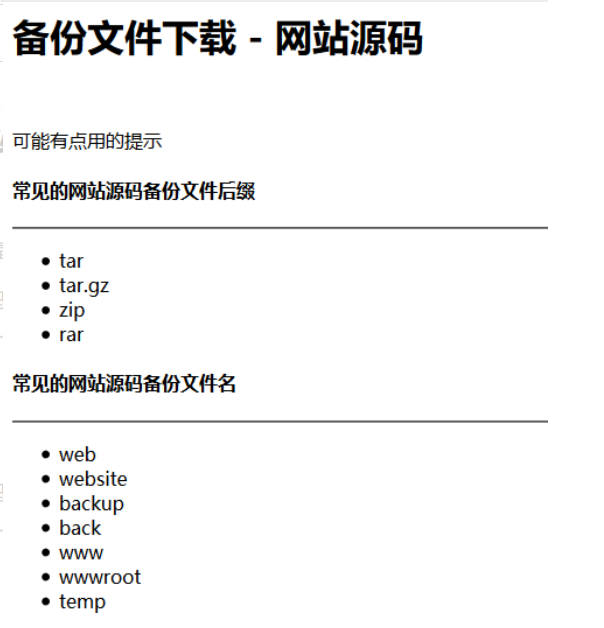 备份文件下载 - 网站源码
可能有点用的提示
常见的网站源码备份文件后缀
tar
tar.gz
zip
rar
常见的网站源码备份文件名
web
website
backup
back
www
wwwroot
temp